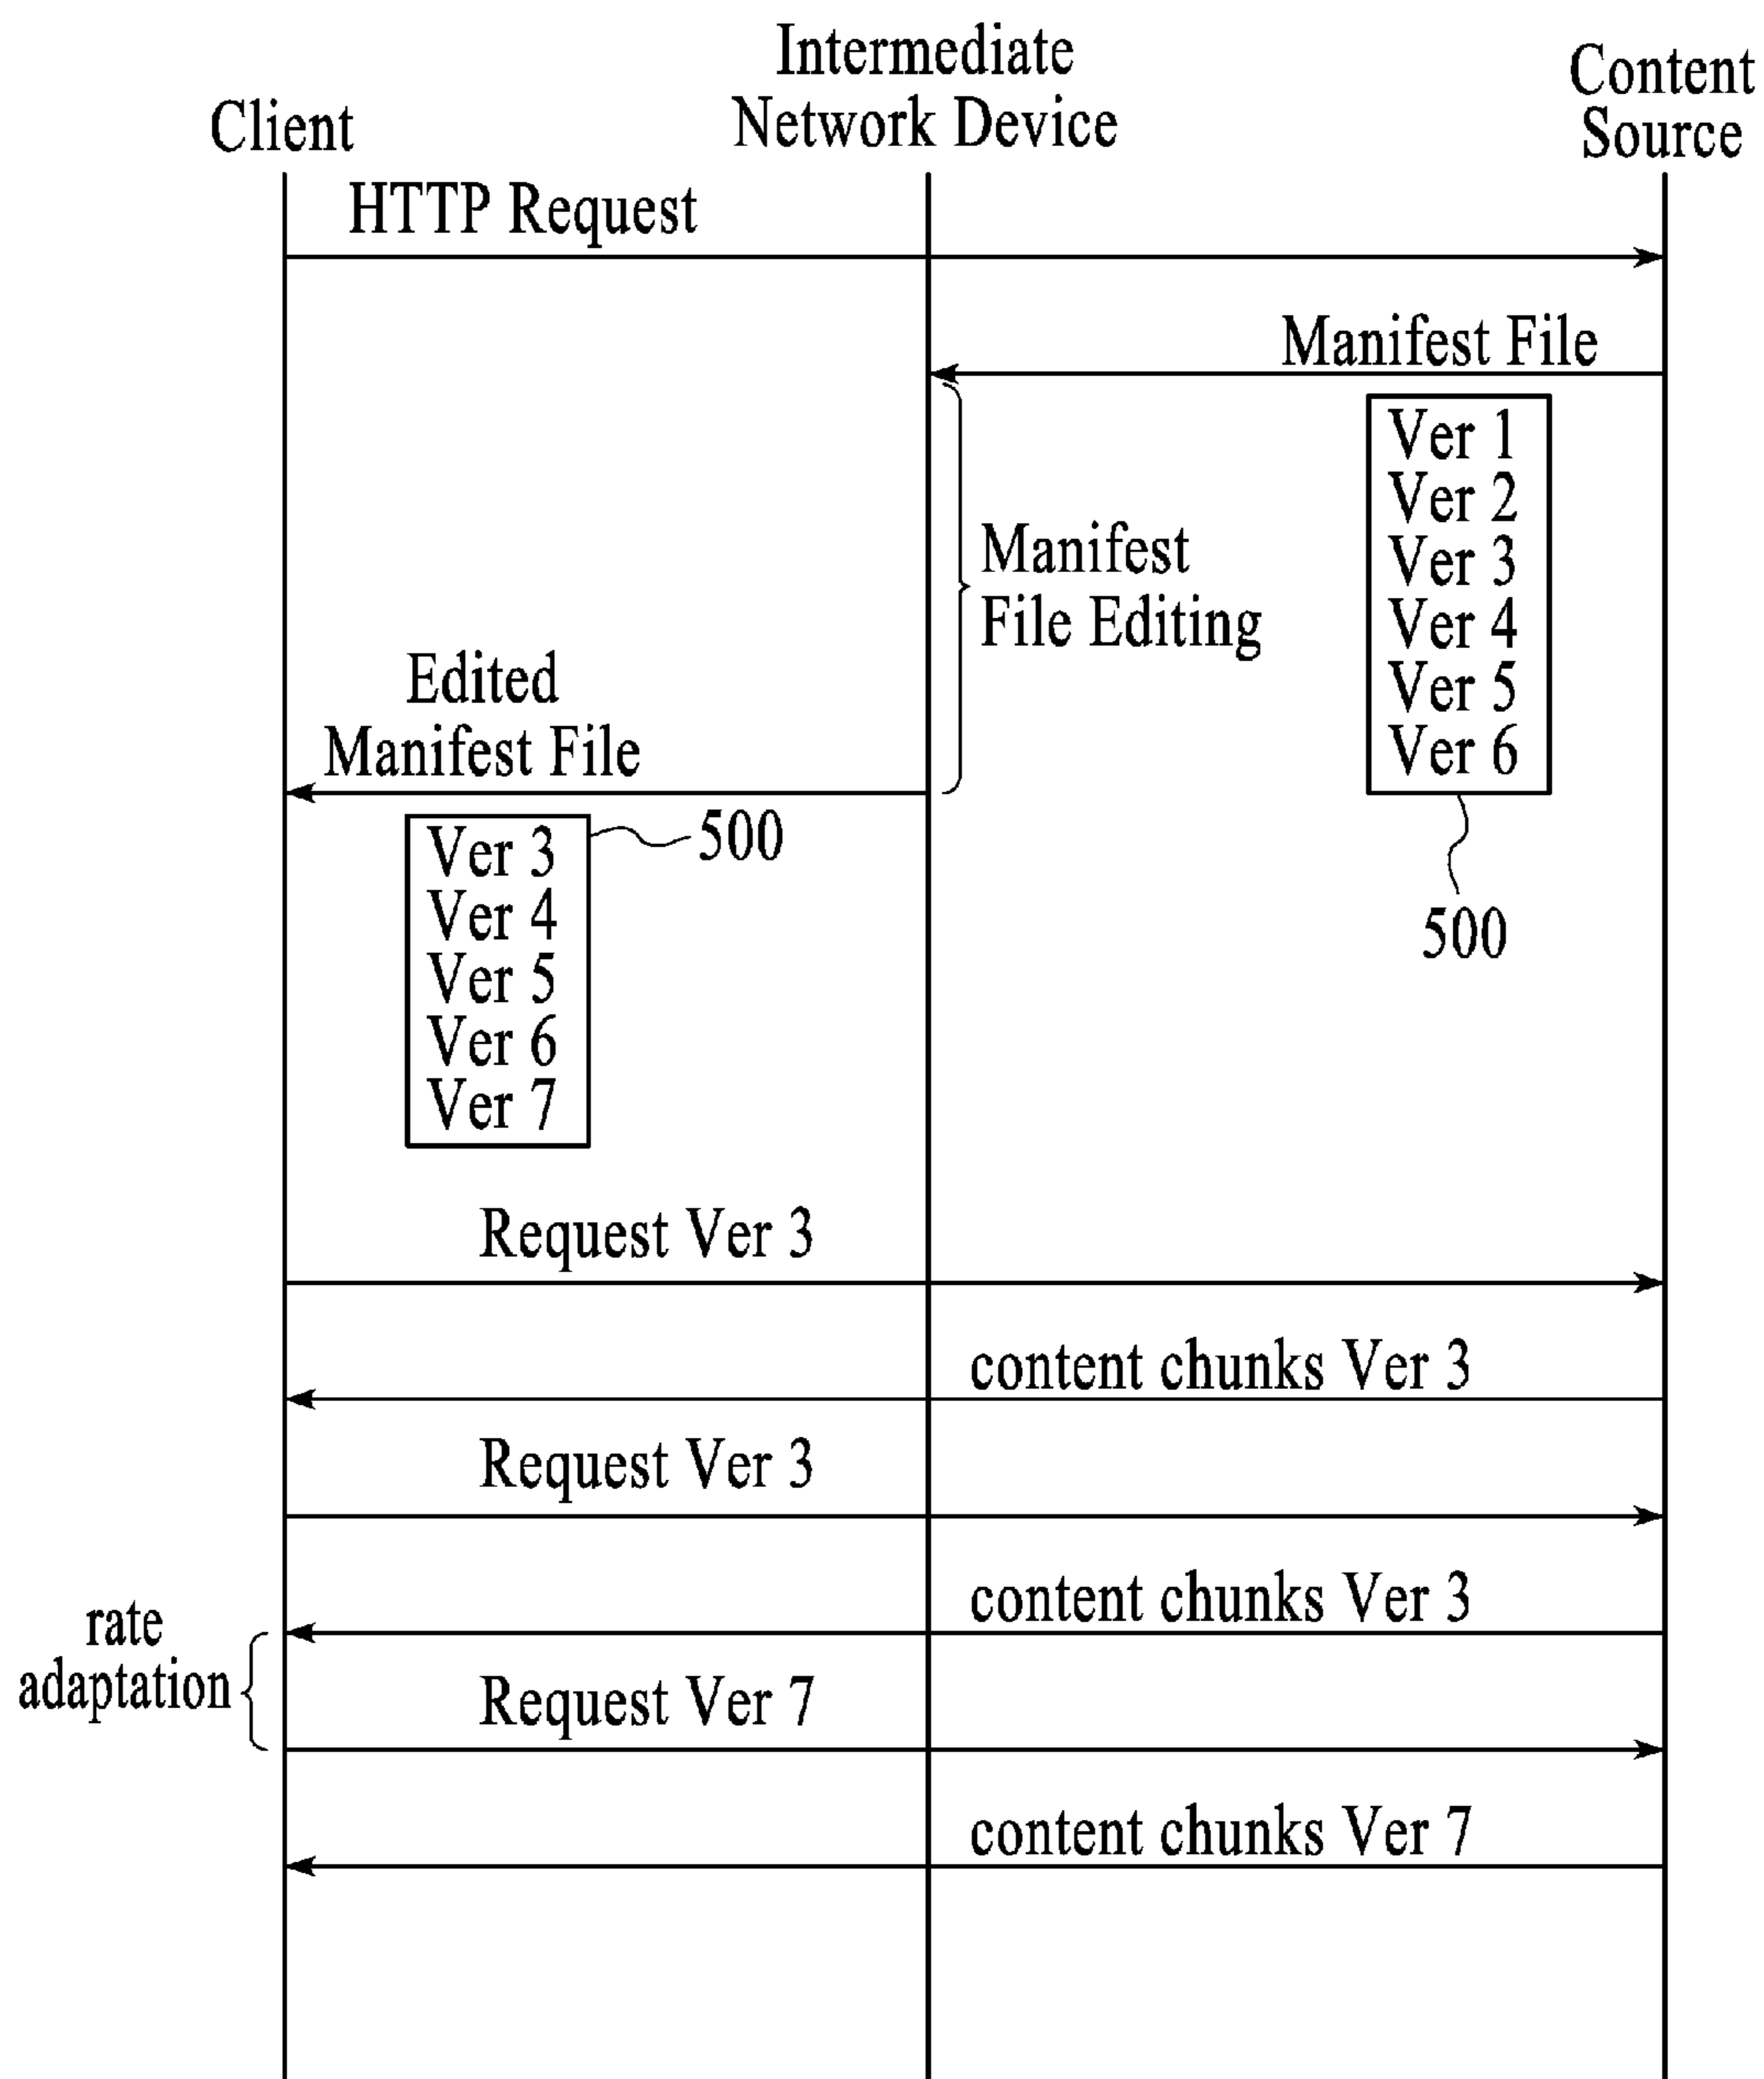 Client
Intermediate
Network Device
Content
Source
HTTP Request
Manifest File
Ver 1
Ver 2
Ver 3
Ver 4
Ver 5
Ver 6
500
Manifest
File Editing
Edited
Manifest File
Ver 3
Ver 4
Ver 5
Ver 6
Ver 7
500
Request Ver 3
content chunks Ver 3
Request Ver 3
content chunks Ver 3
rate
adaptation
Request Ver 7
content chunks Ver 7